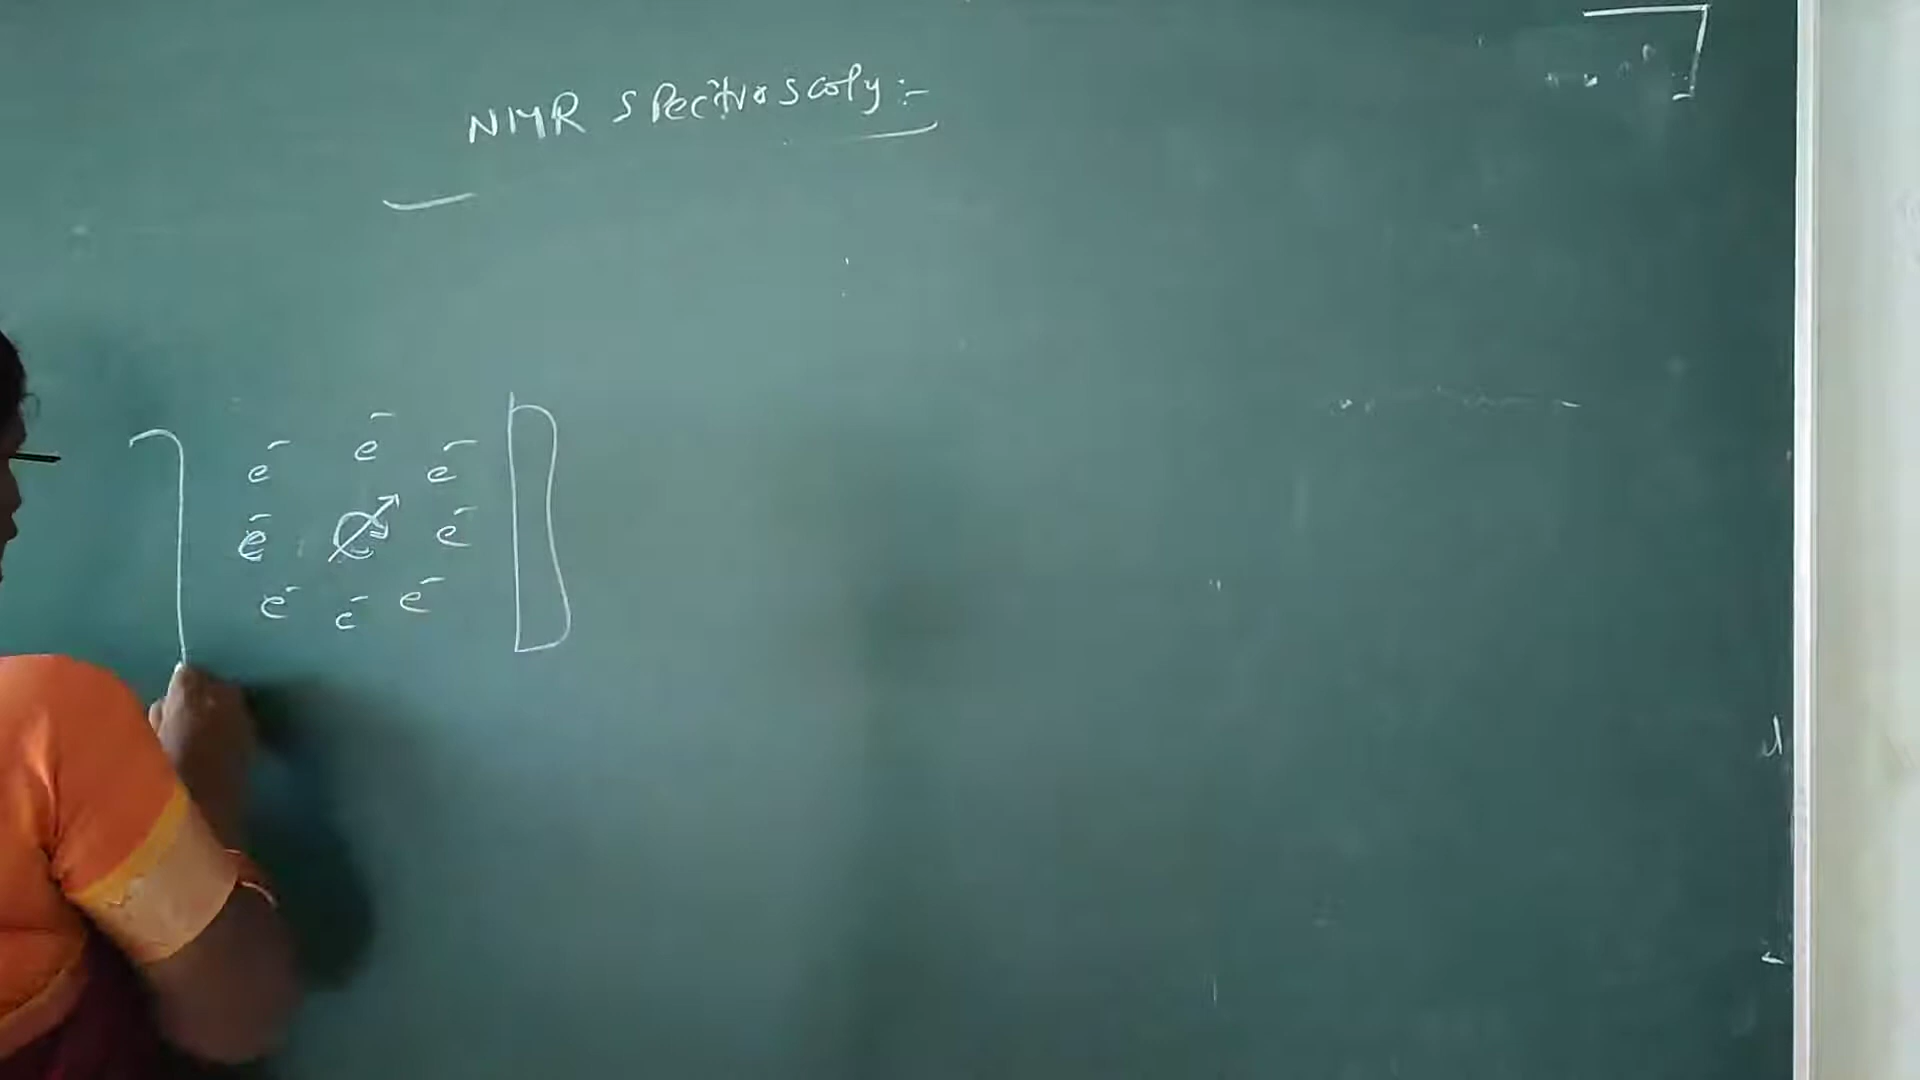 NMR spectroscopy :-
e⁻ e⁻ e⁻
e⁻ e⁻
e⁻ e⁻ e⁻